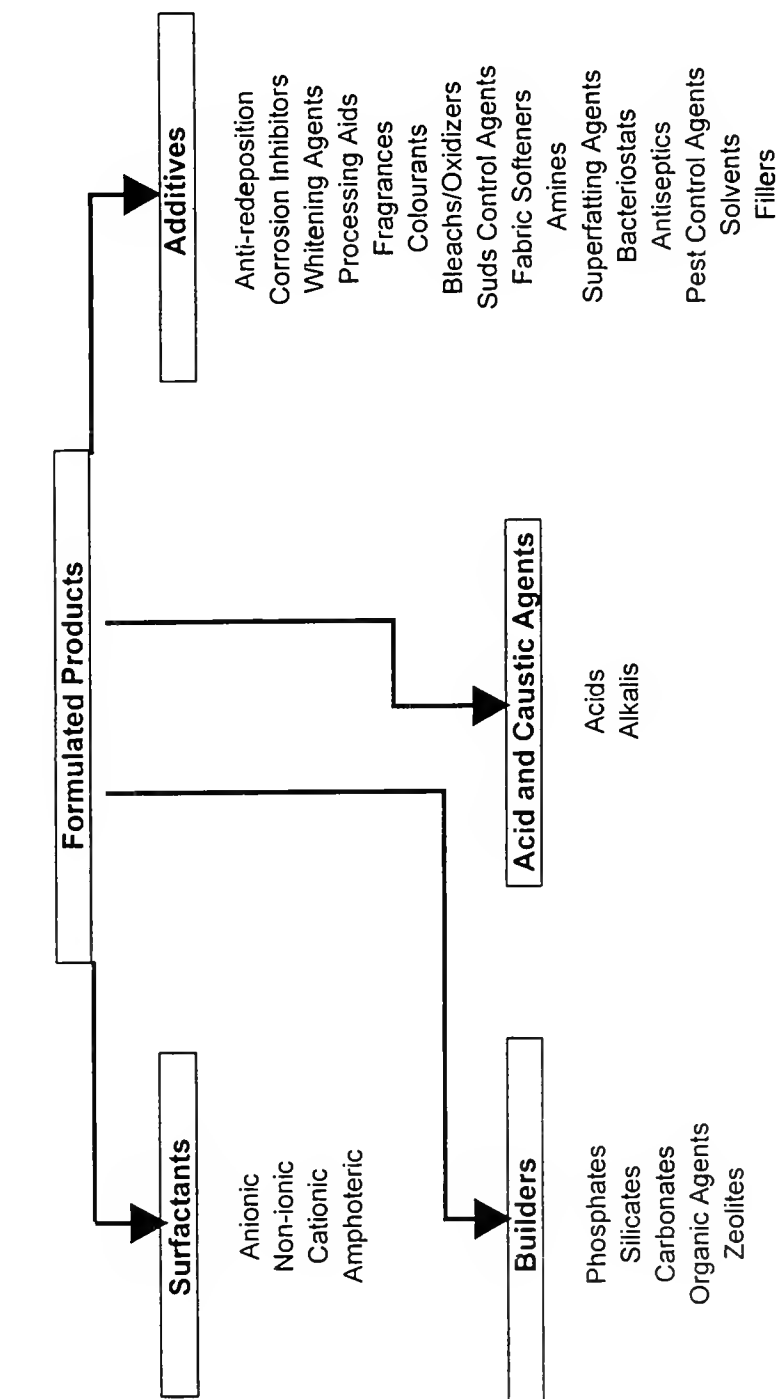 Formulated Products
Surfactants
Anionic
Non-ionic
Cationic
Amphoteric
Additives
Anti-redeposition
Corrosion Inhibitors
Whitening Agents
Processing Aids
Fragrances
Colourants
Bleachs/Oxidizers
Suds Control Agents
Fabric Softeners
Amines
Superfatting Agents
Bacteriostats
Antiseptics
Pest Control Agents
Solvents
Fillers
Builders
Phosphates
Silicates
Carbonates
Organic Agents
Zeolites
Acid and Caustic Agents
Acids
Alkalis